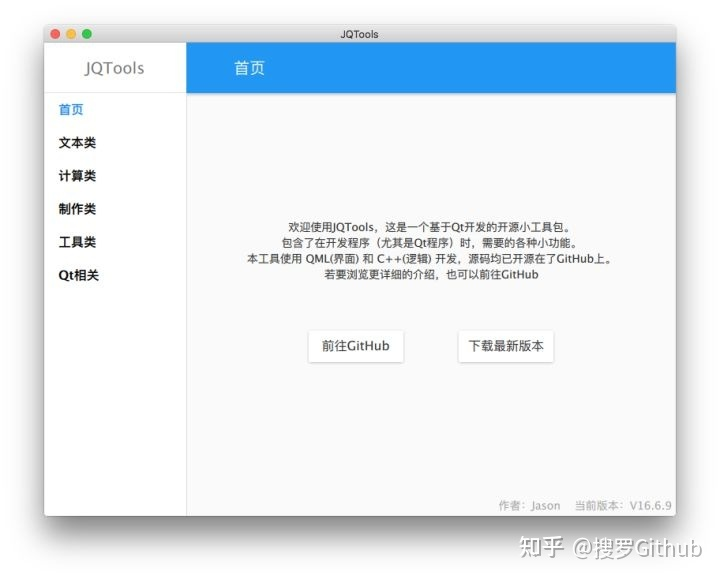 JQTools
JQTools
首页
首页
文本类
计算类
制作类
工具类
Qt相关
欢迎使用JQTools，这是一个基于Qt开发的开源小工具包。
包含了在开发程序（尤其是Qt程序）时，需要的各种小功能。
本工具使用 QML(界面) 和 C++(逻辑) 开发，源码均已开源在了GitHub上。
若要浏览更详细的介绍，也可以前往GitHub
前往GitHub
下载最新版本
作者：Jason 当前版本：V16.6.9
知乎 @搜罗Github